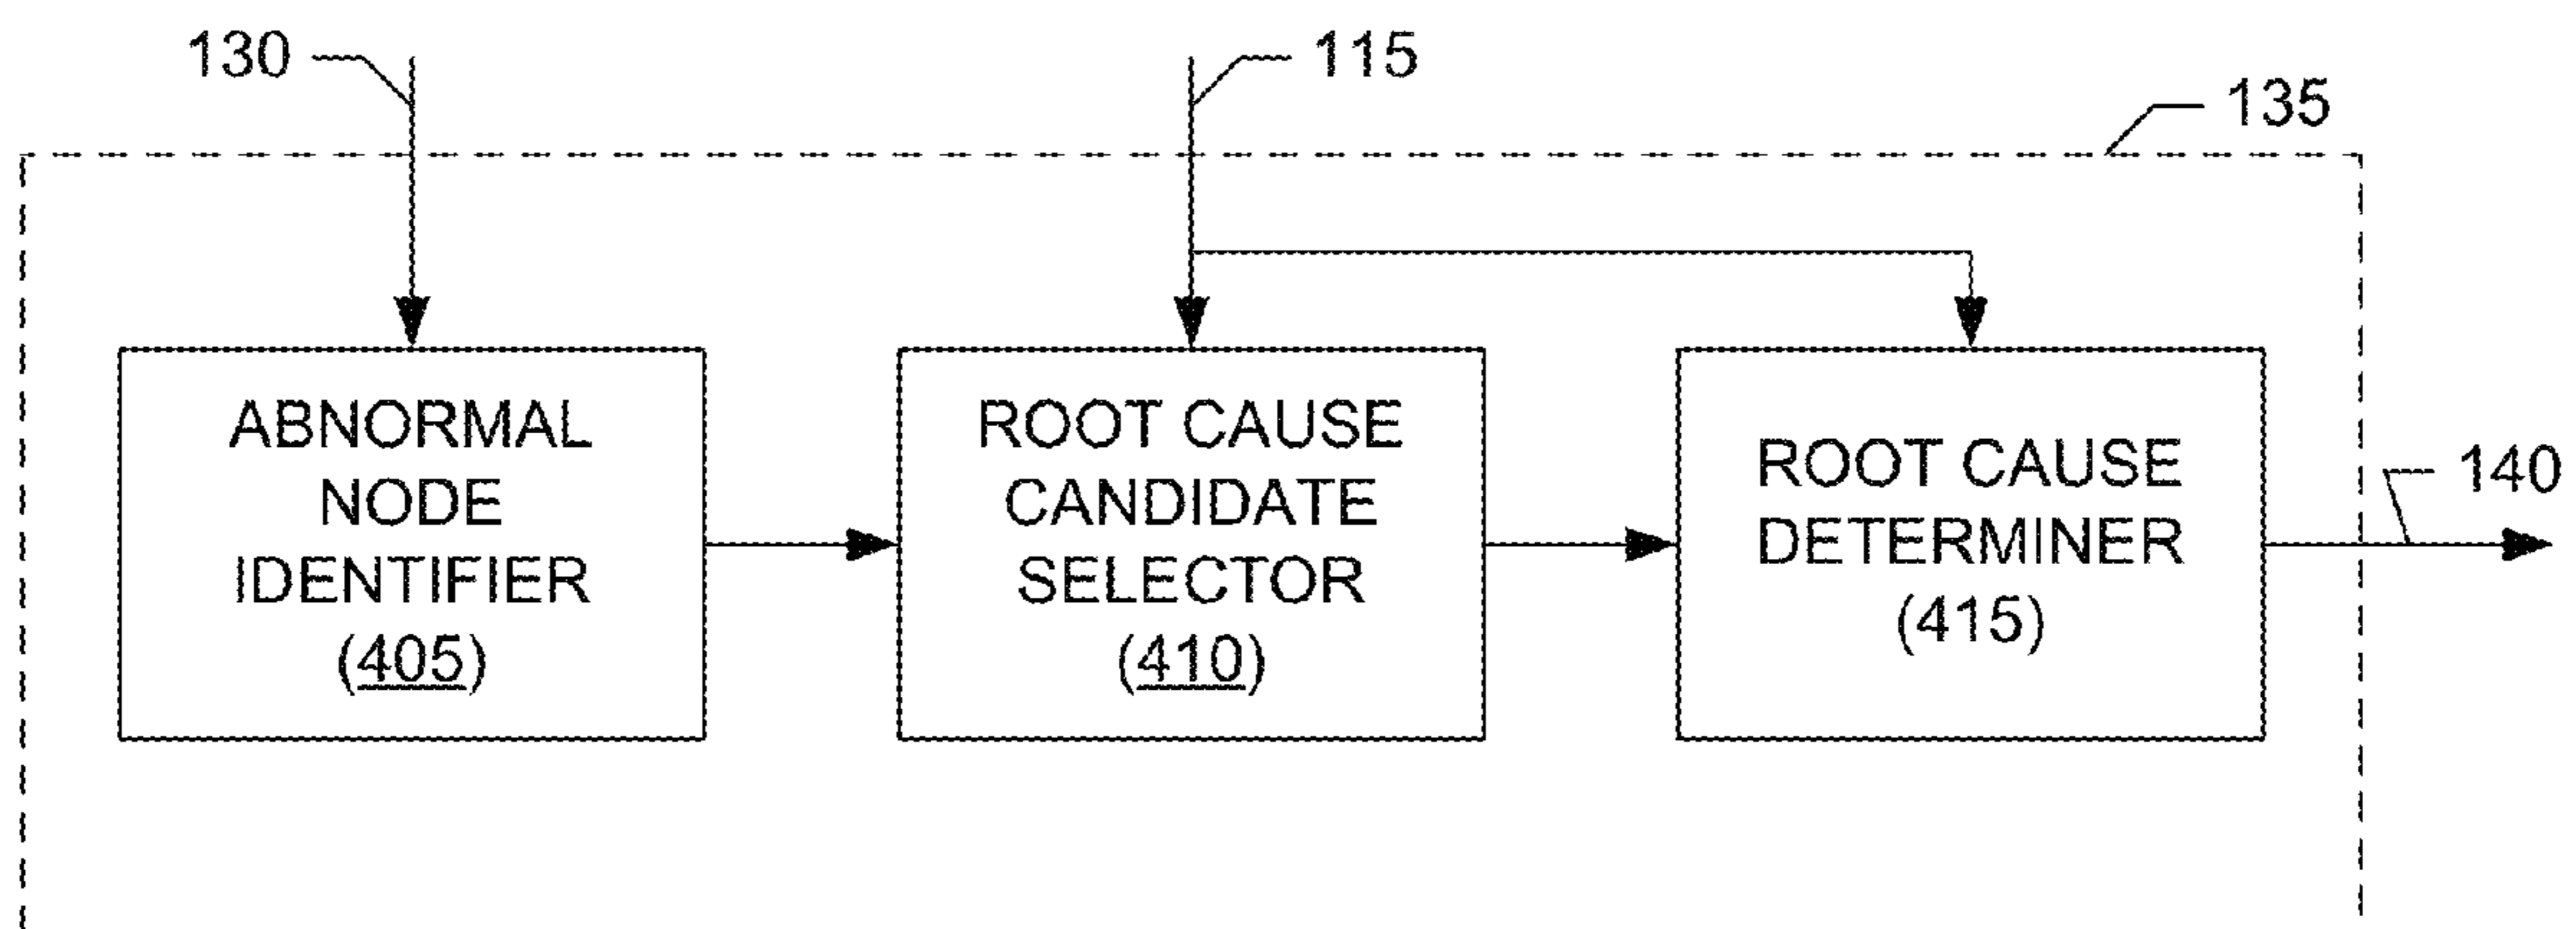 130
115
135
ABNORMAL
NODE
IDENTIFIER
(405)
ROOT CAUSE
CANDIDATE
SELECTOR
(410)
ROOT CAUSE
DETERMINER
(415)
140